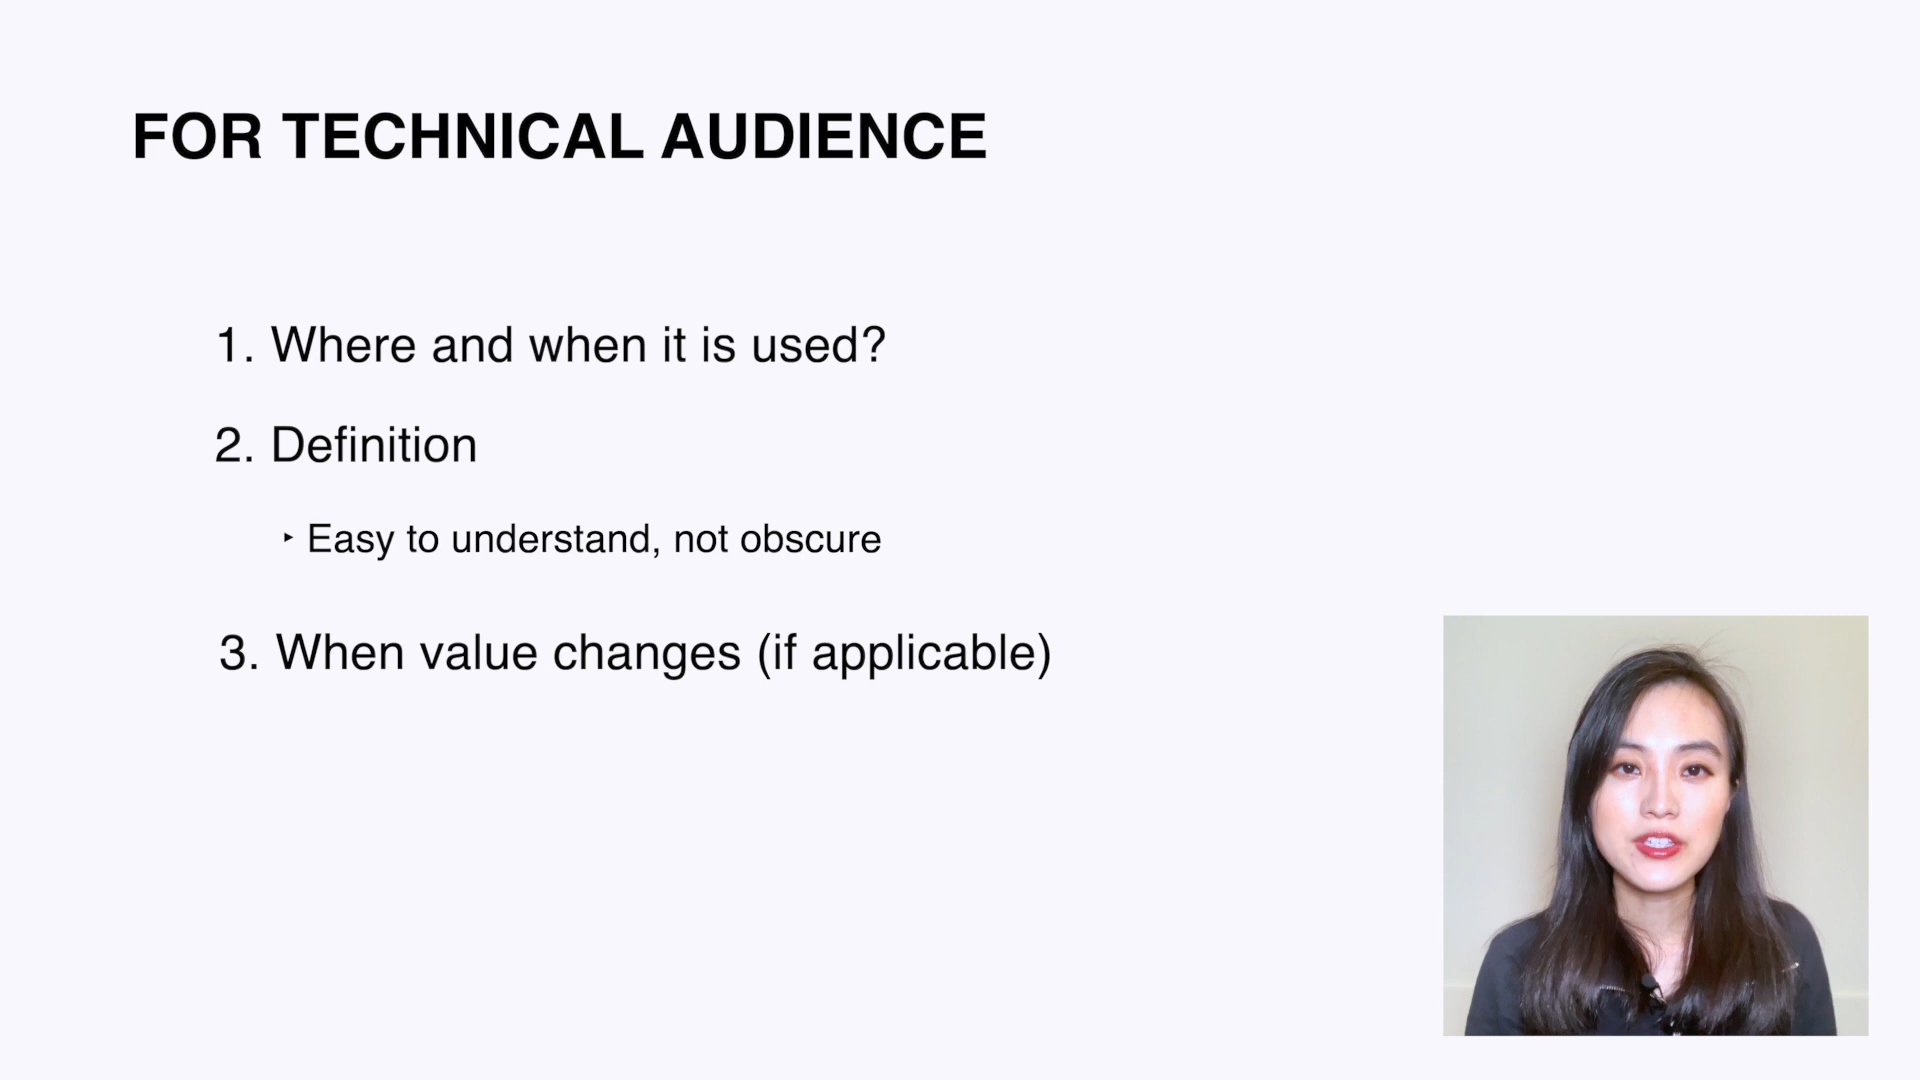 FOR TECHNICAL AUDIENCE
1. Where and when it is used?
2. Definition
‣ Easy to understand, not obscure
3. When value changes (if applicable)